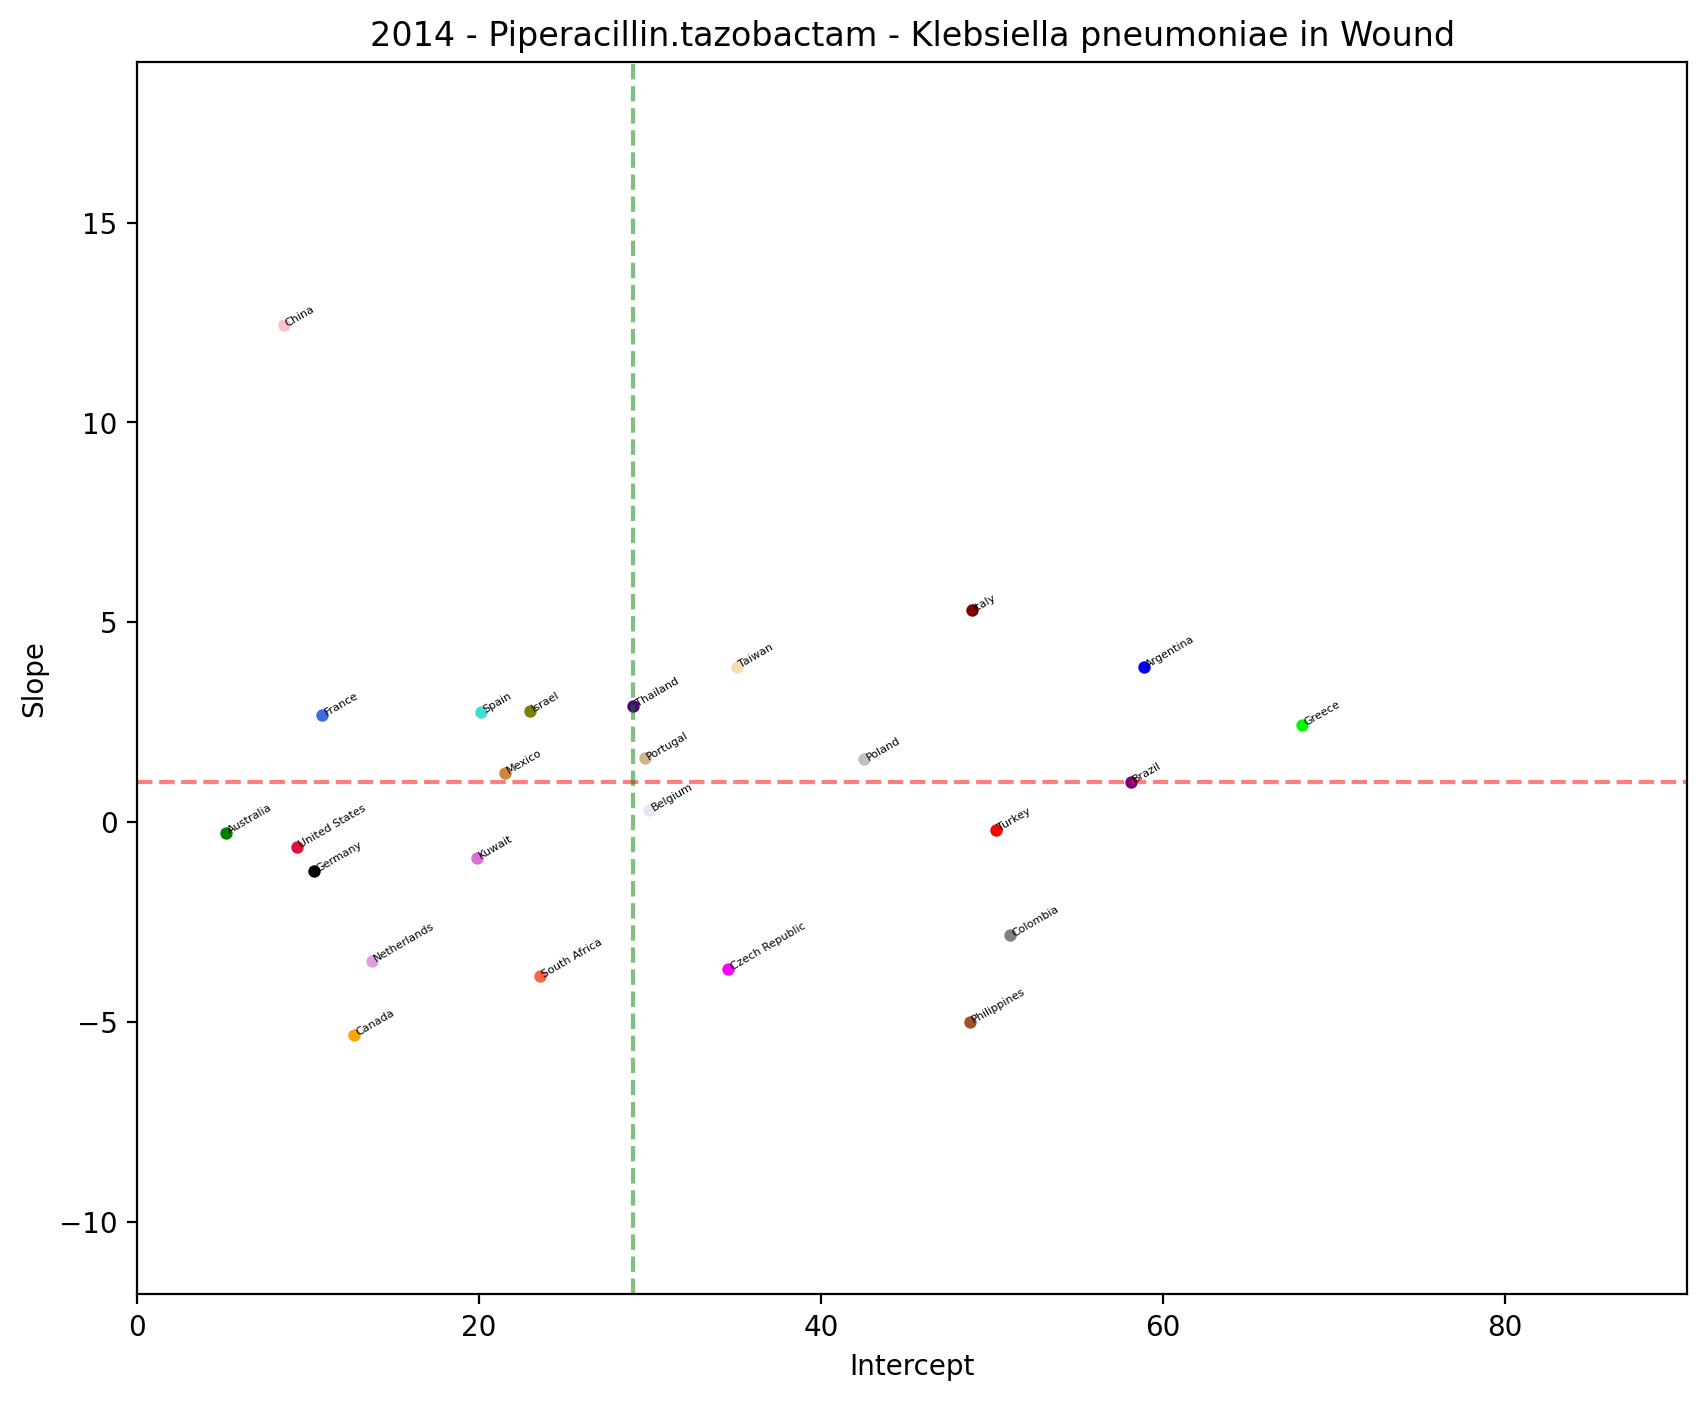 2014 - Piperacillin.tazobactam - Klebsiella pneumoniae in Wound
15
10
5
0
−5
−10
Slope
China
Italy
Argentina
Taiwan
Thailand
France
Spain
Israel
Greece
Portugal
Poland
Mexico
Brazil
Belgium
Australia
United States
Turkey
Germany
Kuwait
Colombia
Netherlands
South Africa
Czech Republic
Philippines
Canada
0
20
40
60
80
Intercept